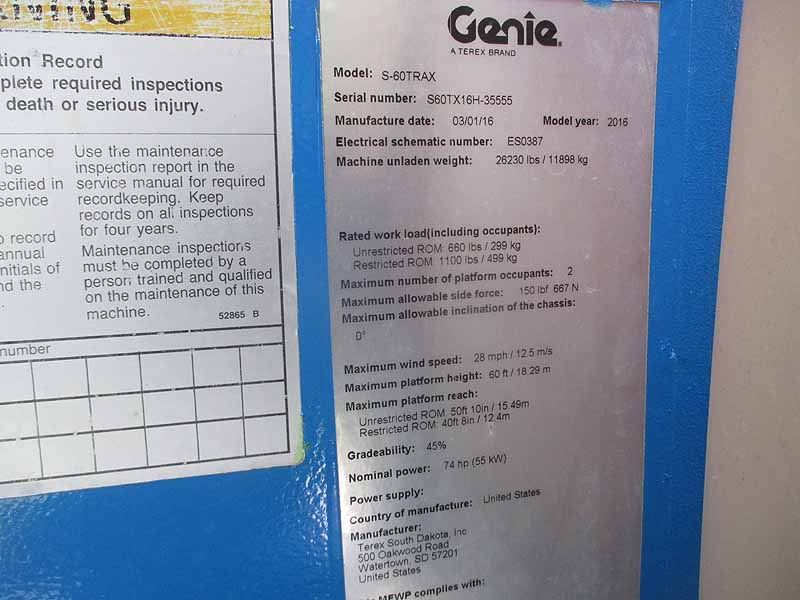 tion Record
plete required inspections
death or serious injury.
enance
be
ecified in
service
record
annual
nitials of
nd the
Use the maintenance
inspection report in the
service manual for required
recordkeeping. Keep
records on all inspections
for four years.
Maintenance inspections
must be completed by a
person trained and qualified
on the maintenance of this
machine.
52865 B
number
Genie
A TEREX BRAND
Model: S-60TRAX
Serial number: S60TX16H-35555
Manufacture date: 03/01/16 Model year: 2016
Electrical schematic number: ES0387
Machine unladen weight: 26230 lbs / 11898 kg
Rated work load(including occupants):
Unrestricted ROM: 660 lbs / 299 kg
Restricted ROM: 1100 lbs / 499 kg
Maximum number of platform occupants: 2
Maximum allowable side force: 150 lbf 667 N
Maximum allowable inclination of the chassis:
0°
Maximum wind speed: 28 mph / 12.5 m/s
Maximum platform height: 60 ft / 18.29 m
Maximum platform reach:
Unrestricted ROM: 50ft 10in / 15.49m
Restricted ROM: 40ft 8in / 12.4m
Gradeability: 45%
Nominal power: 74 hp (55 kW)
Power supply:
Country of manufacture: United States
Manufacturer:
Terex South Dakota, Inc
500 Oakwood Road
Watertown, SD 57201
United States
MEWP complies with: